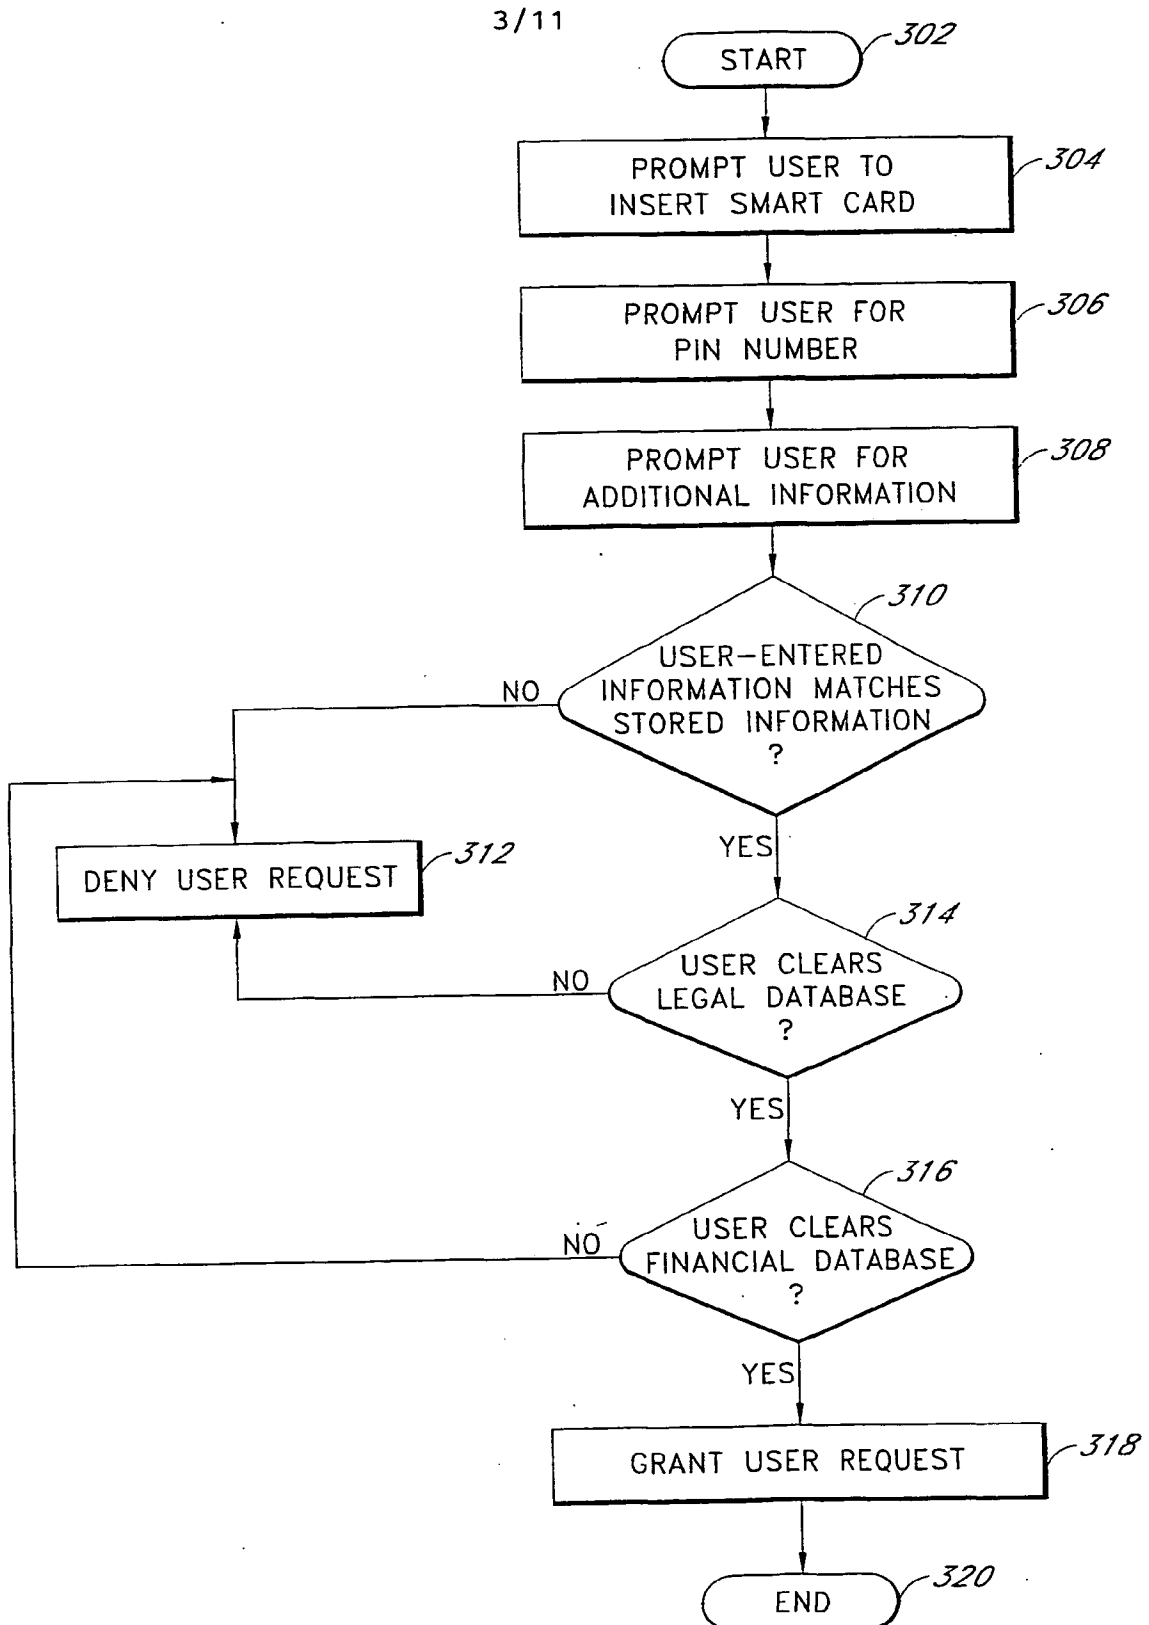 3/11
START
302
PROMPT USER TO
INSERT SMART CARD
304
PROMPT USER FOR
PIN NUMBER
306
PROMPT USER FOR
ADDITIONAL INFORMATION
308
310
USER-ENTERED
INFORMATION MATCHES
STORED INFORMATION
?
NO
YES
DENY USER REQUEST
312
314
USER CLEARS
LEGAL DATABASE
?
NO
YES
316
USER CLEARS
FINANCIAL DATABASE
?
NO
YES
GRANT USER REQUEST
318
END
320